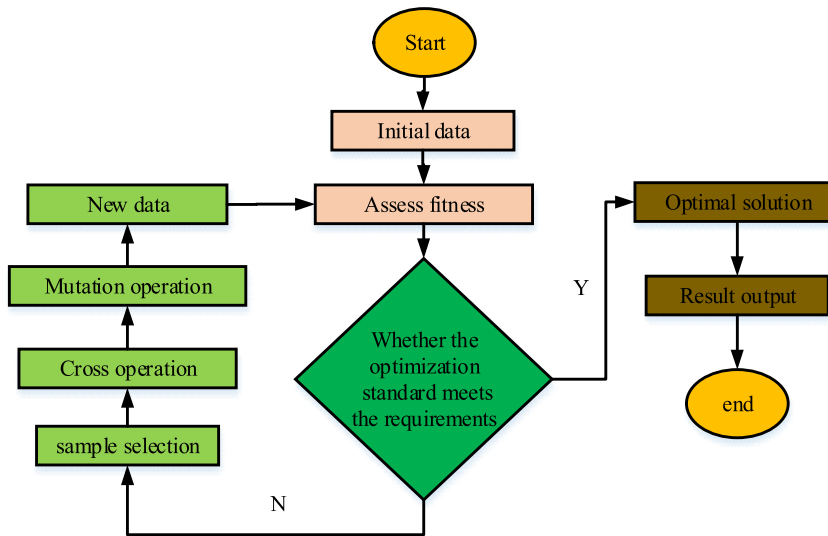 Start
Initial data
Assess fitness
New data
Mutation operation
Cross operation
sample selection
Whether the
optimization
standard meets
the requirements
N
Y
Optimal solution
Result output
end